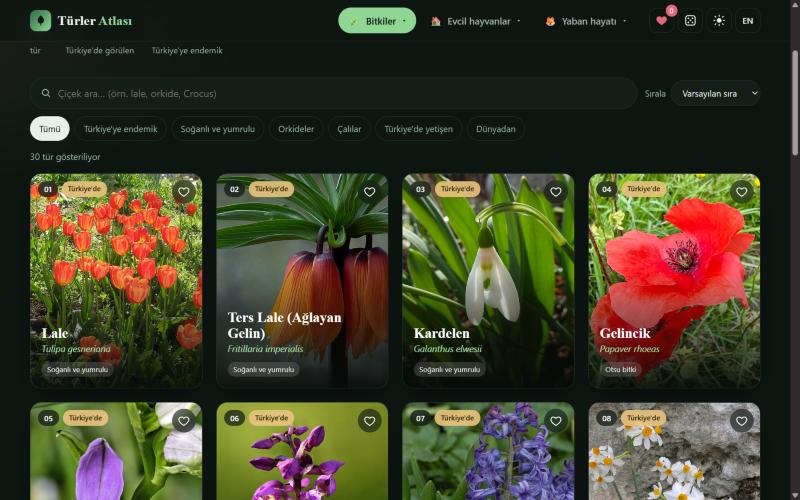 Türler Atlası
Bitkiler
Evcil hayvanlar
Yaban hayatı
0
EN
tür Türkiye'de görülen Türkiye'ye endemik
Çiçek ara... (örn. lale, orkide, Crocus)
Sırala Varsayılan sıra
Tümü Türkiye'ye endemik Soğanlı ve yumrulu Orkideler Çalılar Türkiye'de yetişen Dünyadan
30 tür gösteriliyor
01 Türkiye'de
Lale
Tulipa gesneriana
Soğanlı ve yumrulu
02 Türkiye'de
Ters Lale (Ağlayan
Gelin)
Fritillaria imperialis
Soğanlı ve yumrulu
03 Türkiye'de
Kardelen
Galanthus elwesii
Soğanlı ve yumrulu
04 Türkiye'de
Gelincik
Papaver rhoeas
Otsu bitki
05 Türkiye'de
06 Türkiye'de
07 Türkiye'de
08 Türkiye'de